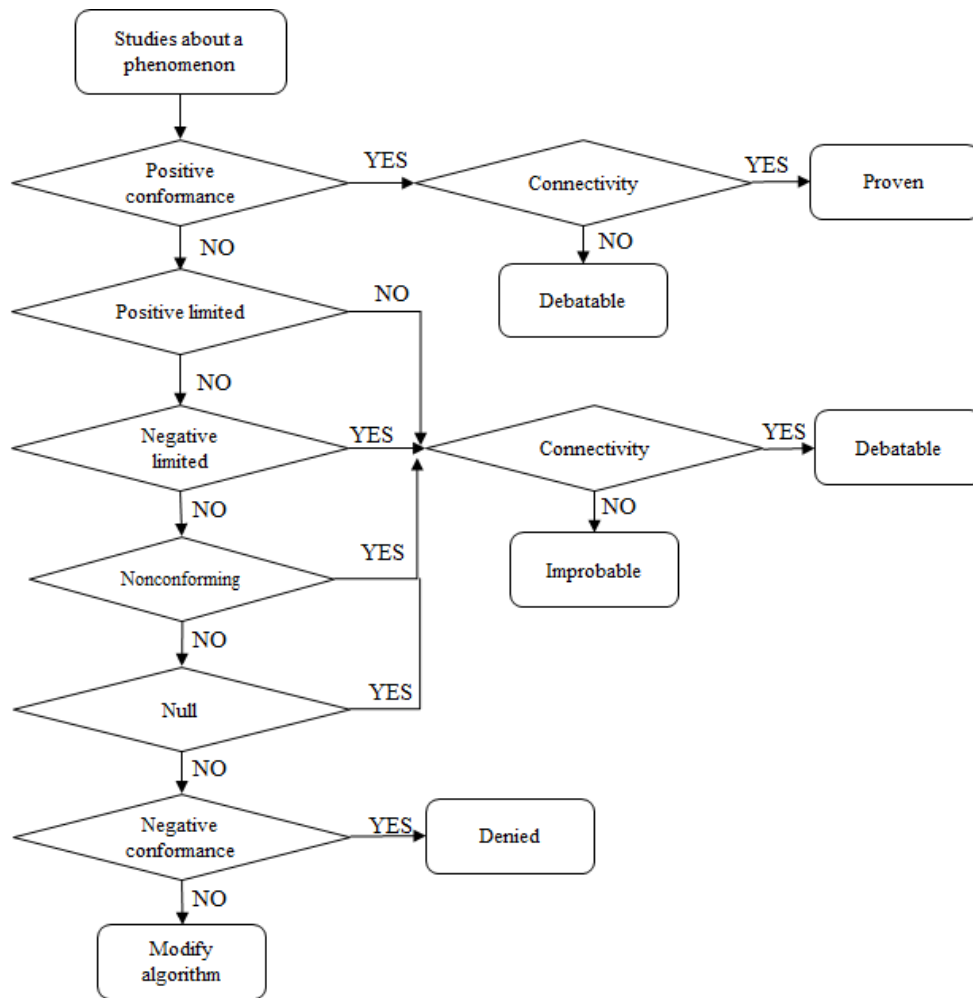 Studies about a
phenomenon
Positive
conformance
YES
Connectivity
YES
Proven
NO
NO
Debatable
Positive limited
NO
NO
Negative
limited
YES
Connectivity
YES
Debatable
NO
NO
Improbable
Nonconforming
YES
NO
Null
YES
NO
Negative
conformance
YES
Denied
NO
Modify
algorithm